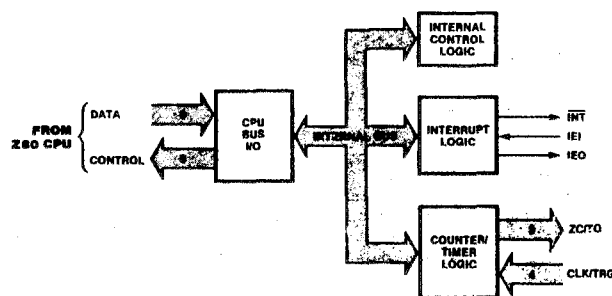 FROM
Z80 CPU
DATA
CONTROL
CPU
BUS
I/O
INTERNAL BUS
INTERNAL
CONTROL
LOGIC
INTERRUPT
LOGIC
INT
IEI
IEO
COUNTER/
TIMER
LOGIC
ZC/TO
CLK/TRG